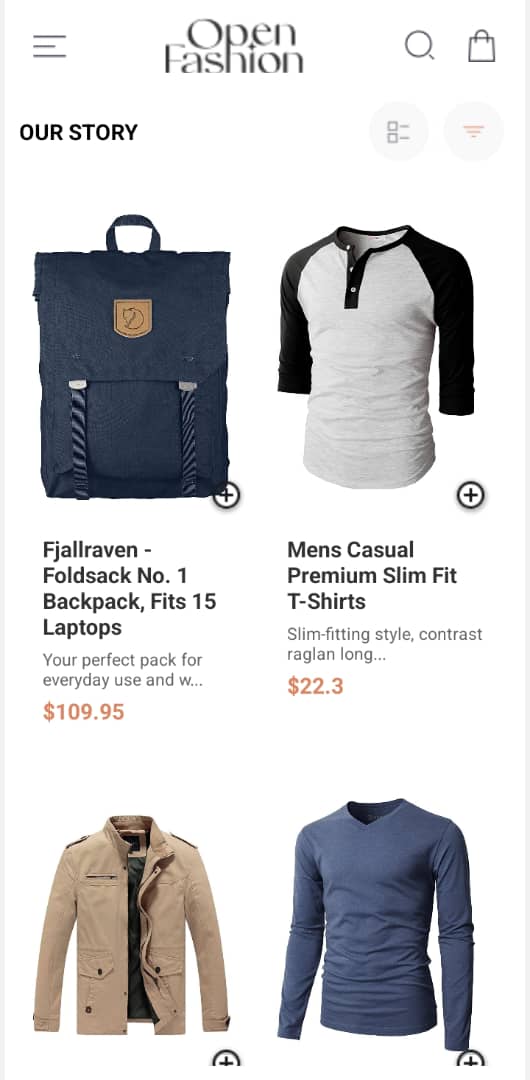 Open
Fashion
OUR STORY
Fjallraven -
Foldsack No. 1
Backpack, Fits 15
Laptops
Your perfect pack for
everyday use and w...
$109.95
Mens Casual
Premium Slim Fit
T-Shirts
Slim-fitting style, contrast
raglan long...
$22.3